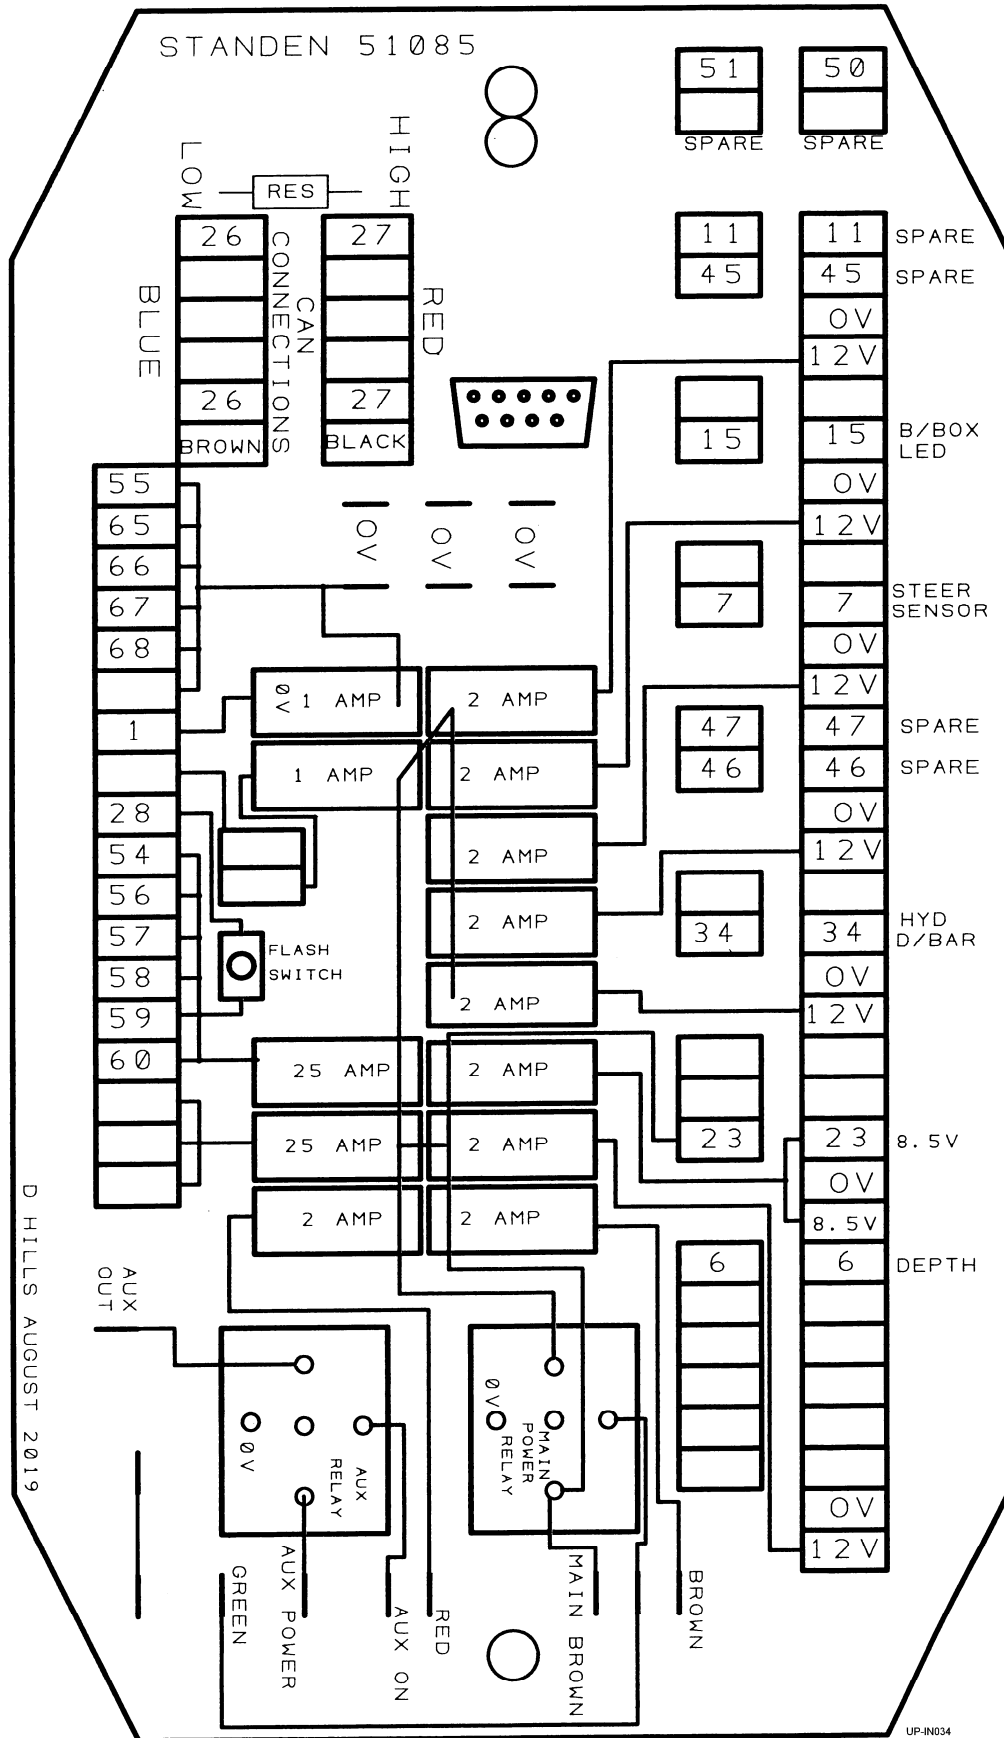 STANDEN 51085
51
50
SPARE
SPARE
HIGH
LOW
RES
26
27
CAN
CONNECTIONS
BLUE
RED
26
27
BROWN
BLACK
11
11
SPARE
45
45
SPARE
0V
12V
15
15
B/BOX
LED
0V
12V
7
7
STEER
SENSOR
0V
12V
47
47
SPARE
46
46
SPARE
0V
12V
34
34
HYD
D/BAR
0V
12V
23
23
8.5V
0V
8.5V
6
6
DEPTH
0V
12V
55
65
66
67
68
1
28
54
56
57
58
59
60
0V
0V
0V
0V
1 AMP
2 AMP
1 AMP
2 AMP
2 AMP
2 AMP
2 AMP
FLASH
SWITCH
25 AMP
2 AMP
25 AMP
2 AMP
2 AMP
2 AMP
AUX
OUT
0V
AUX
RELAY
0V
MAIN
POWER
RELAY
GREEN
AUX POWER
AUX ON
RED
MAIN BROWN
BROWN
D HILLS AUGUST 2019
UP-IN034